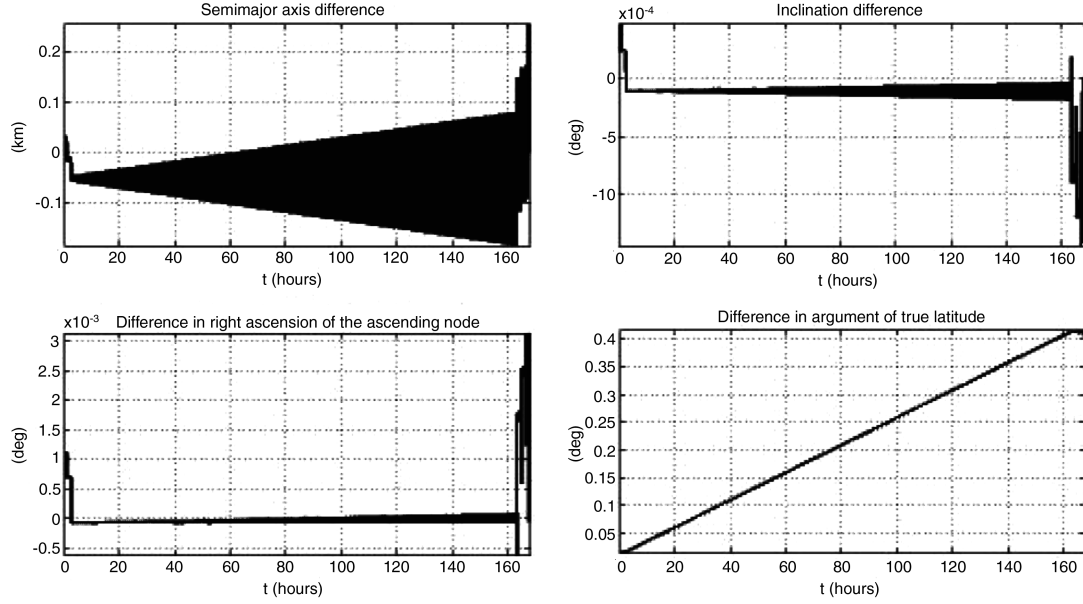 Semimajor axis difference
0.2
0.1
0
-0.1
(km)
0 20 40 60 80 100 120 140 160
t (hours)
x10-4
Inclination difference
0
-5
-10
(deg)
0 20 40 60 80 100 120 140 160
t (hours)
x10-3
Difference in right ascension of the ascending node
3
2.5
2
1.5
1
0.5
0
-0.5
(deg)
0 20 40 60 80 100 120 140 160
t (hours)
Difference in argument of true latitude
0.4
0.35
0.3
0.25
0.2
0.15
0.1
0.05
(deg)
0 20 40 60 80 100 120 140 160
t (hours)